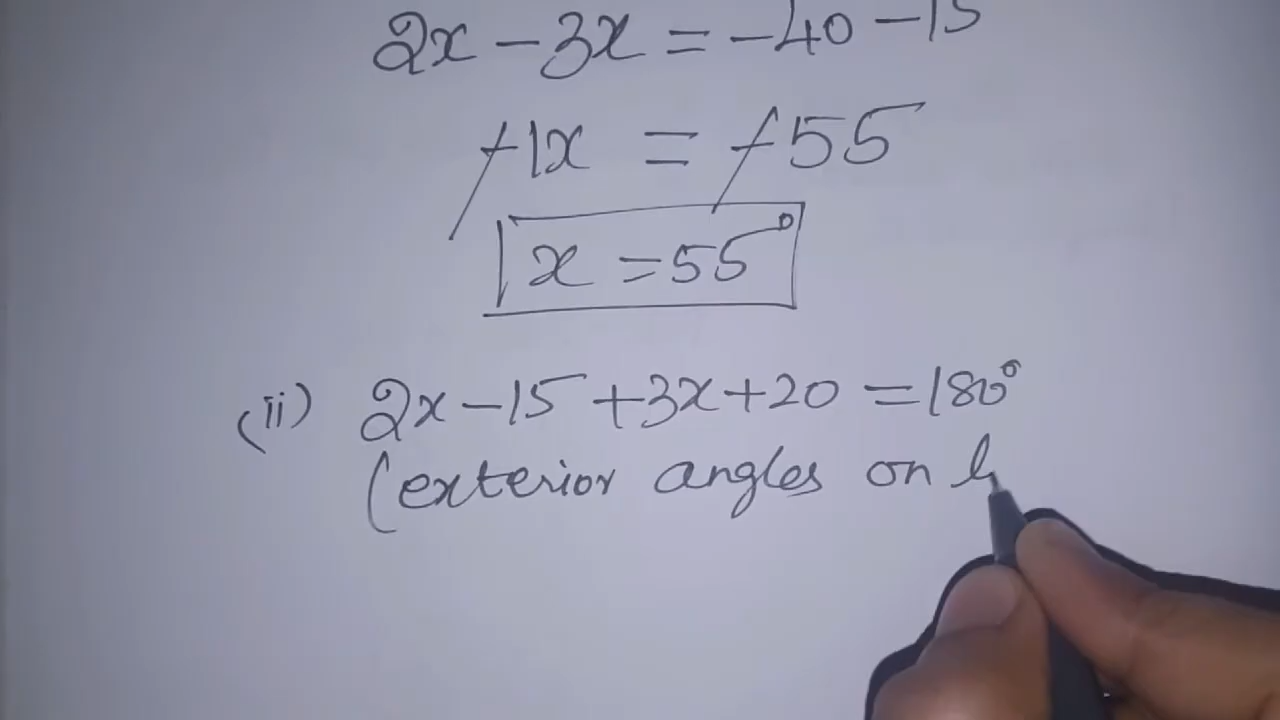 2x - 3x = -40 - 15
-1x = -55
x = 55°
(ii) 2x - 15 + 3x + 20 = 180°
(exterior angles on